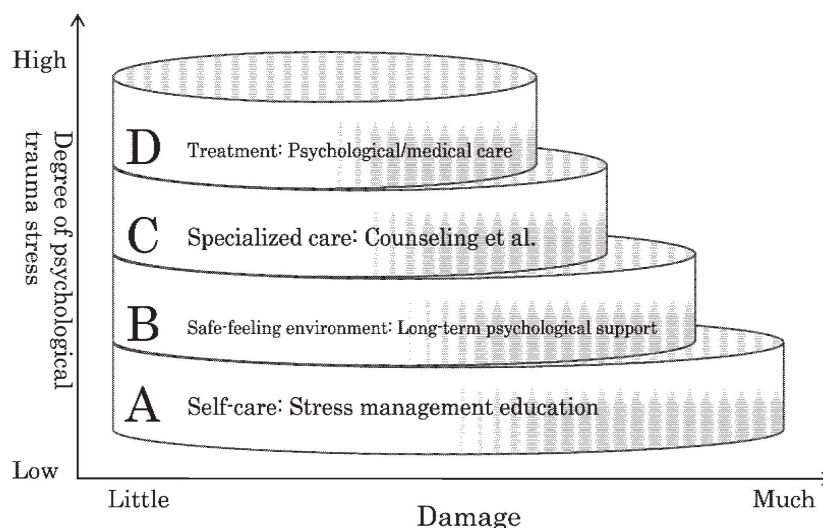 High
Degree of psychological
trauma stress
D Treatment: Psychological/medical care
C Specialized care: Counseling et al.
B Safe-feeling environment: Long-term psychological support
A Self-care: Stress management education
Low
Little
Much
Damage